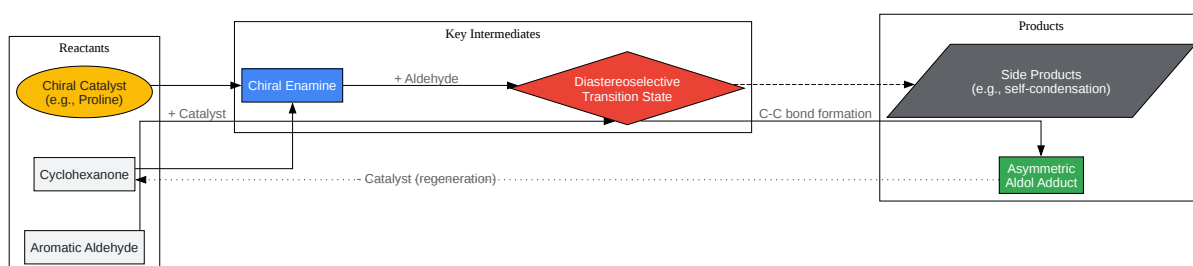 Reactants
Chiral Catalyst
(e.g., Proline)
Cyclohexanone
Aromatic Aldehyde
+ Catalyst
Key Intermediates
Chiral Enamine
+ Aldehyde
Diastereoselective
Transition State
- Catalyst (regeneration)
C-C bond formation
Products
Side Products
(e.g., self-condensation)
Asymmetric
Aldol Adduct